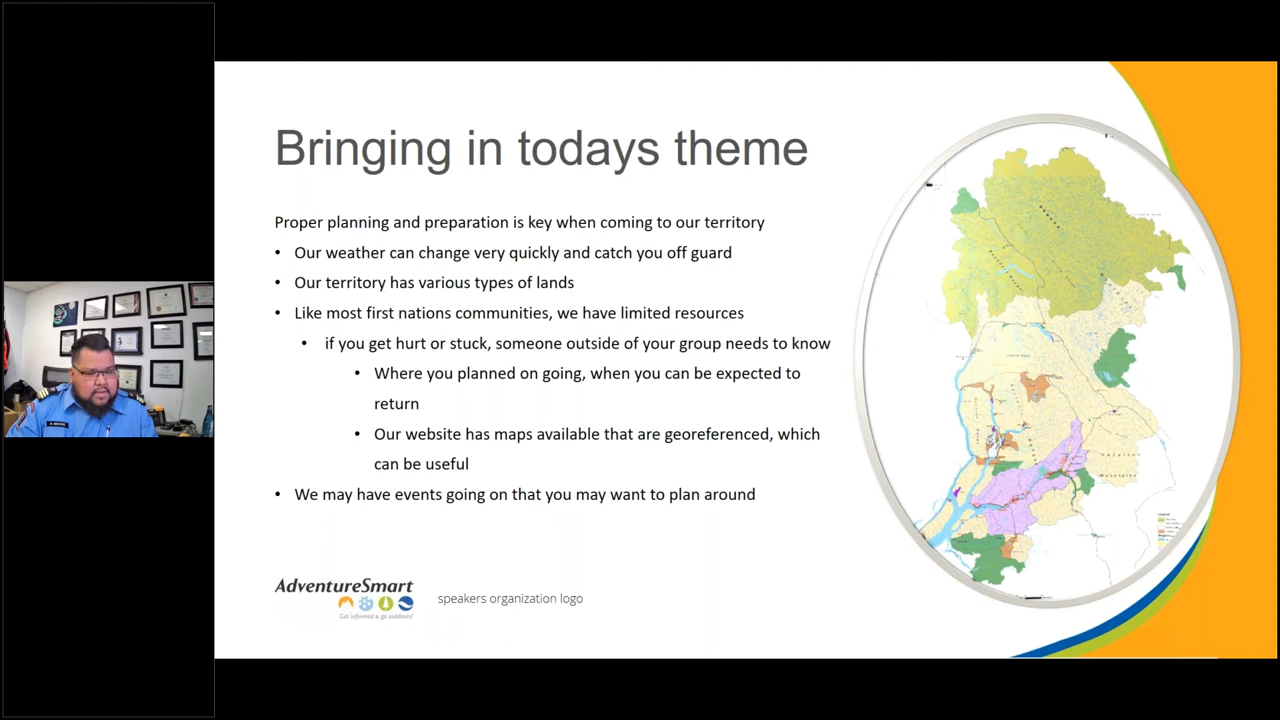 Bringing in todays theme
Proper planning and preparation is key when coming to our territory
• Our weather can change very quickly and catch you off guard
• Our territory has various types of lands
• Like most first nations communities, we have limited resources
• if you get hurt or stuck, someone outside of your group needs to know
• Where you planned on going, when you can be expected to
return
• Our website has maps available that are georeferenced, which
can be useful
• We may have events going on that you may want to plan around
AdventureSmart
Get informed & go outdoors!
speakers organization logo